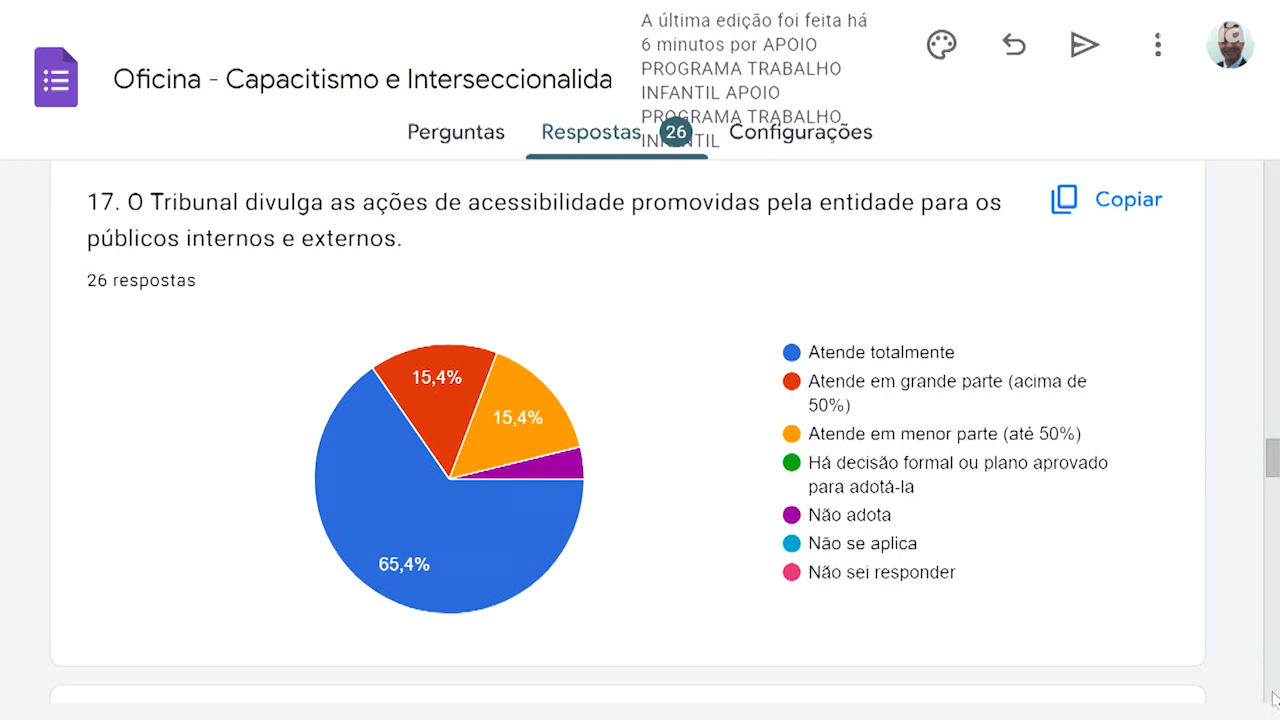 A última edição foi feita há
6 minutos por APOIO
PROGRAMA TRABALHO
INFANTIL APOIO
PROGRAMA TRABALHO
INFANTIL
Oficina - Capacitismo e Interseccionalida
Perguntas
Respostas 26
Configurações
17. O Tribunal divulga as ações de acessibilidade promovidas pela entidade para os
públicos internos e externos.
Copiar
26 respostas
15,4%
15,4%
65,4%
Atende totalmente
Atende em grande parte (acima de
50%)
Atende em menor parte (até 50%)
Há decisão formal ou plano aprovado
para adotá-la
Não adota
Não se aplica
Não sei responder